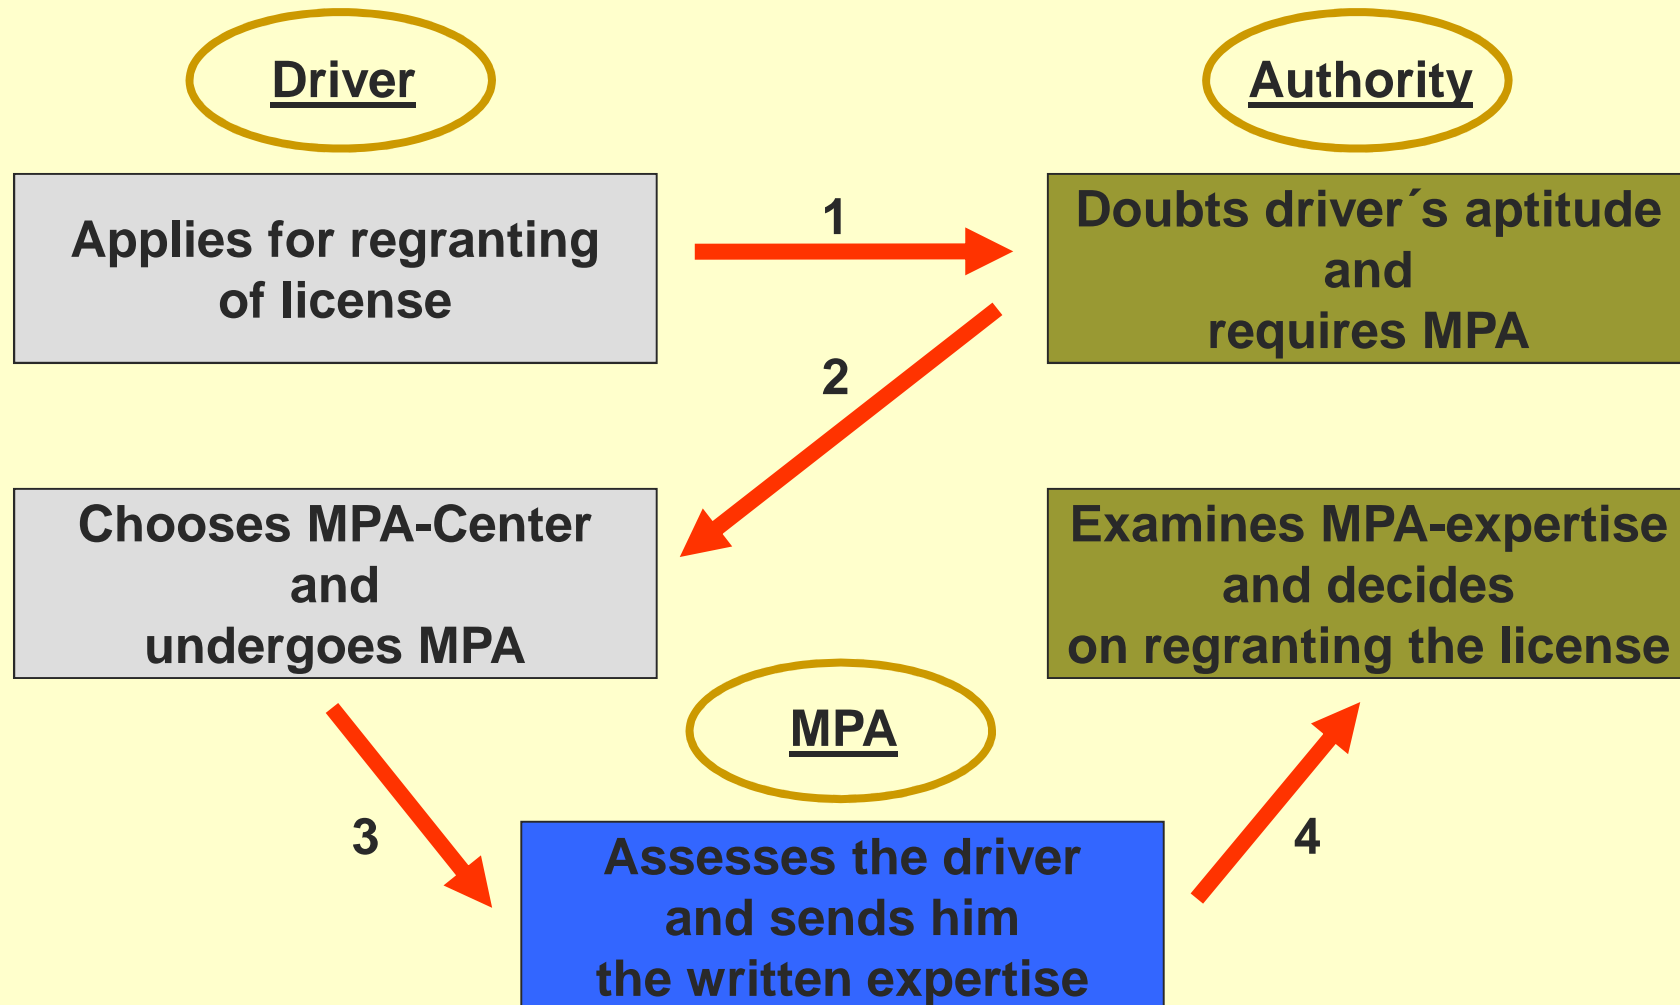 Driver
Authority
Applies for regranting
of license
1
Doubts driver´s aptitude
and
requires MPA
2
Chooses MPA-Center
and
undergoes MPA
Examines MPA-expertise
and decides
on regranting the license
MPA
3
4
Assesses the driver
and sends him
the written expertise